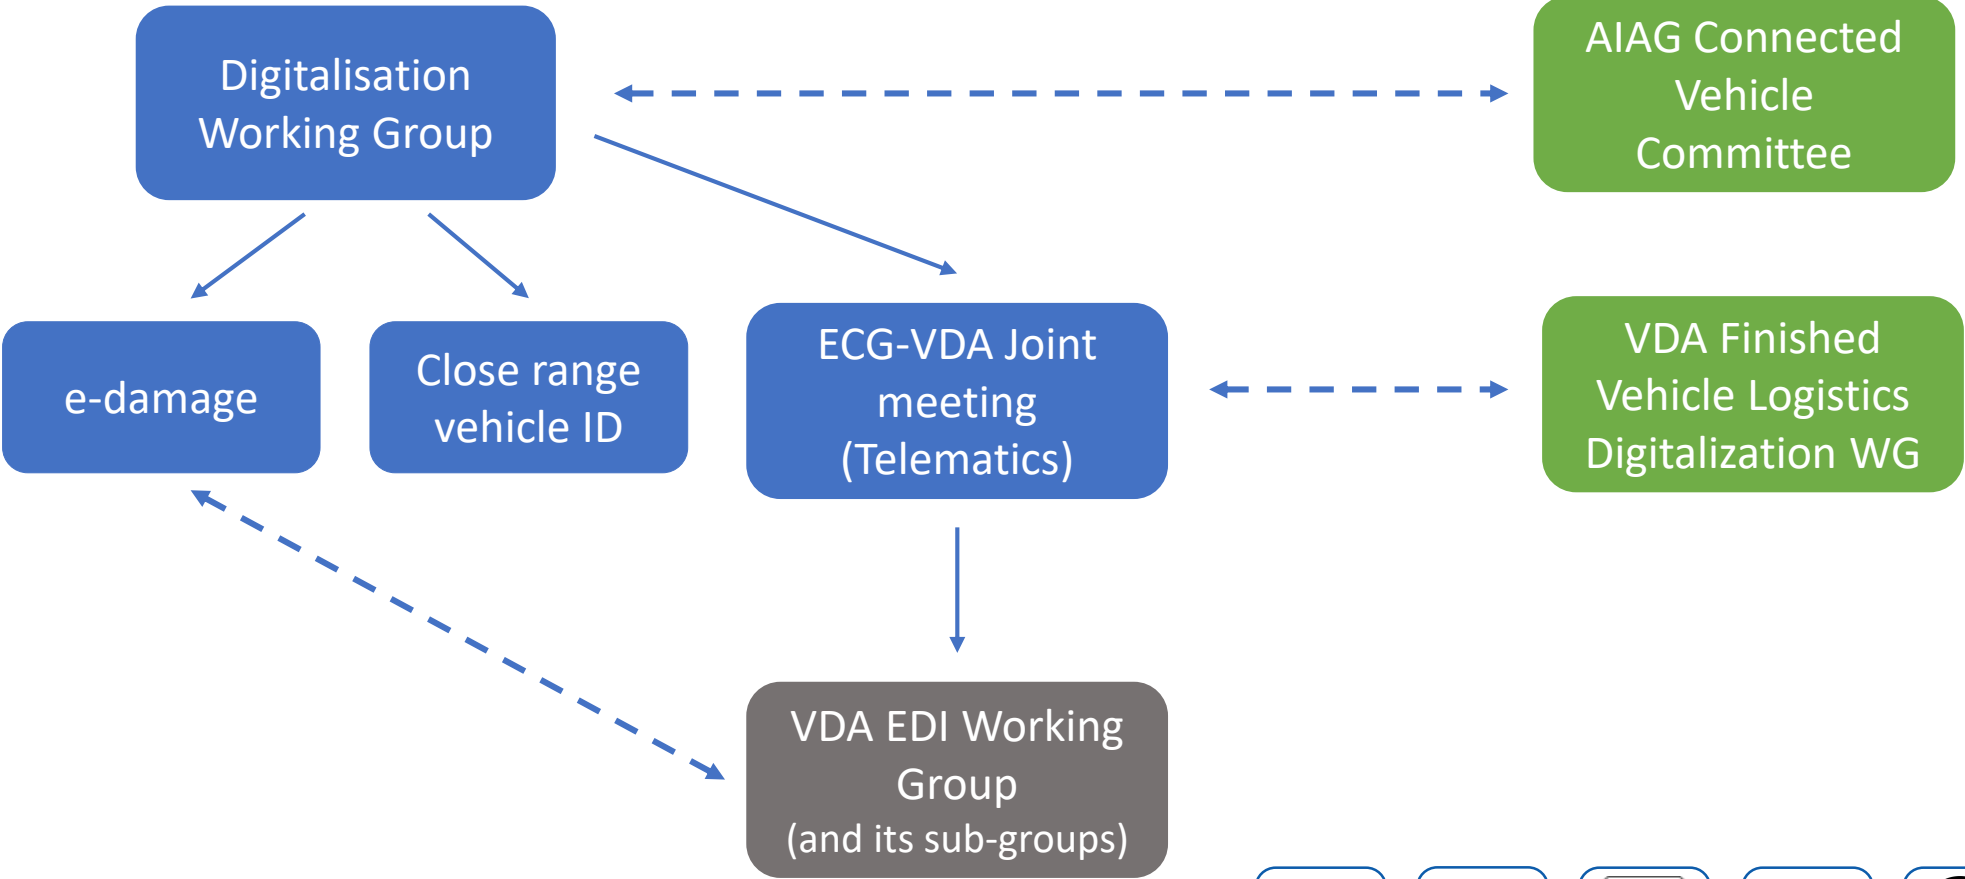 Digitalisation
Working Group
AIAG Connected
Vehicle
Committee
e-damage
Close range
vehicle ID
ECG-VDA Joint
meeting
(Telematics)
VDA Finished
Vehicle Logistics
Digitalization WG
VDA EDI Working
Group
(and its sub-groups)